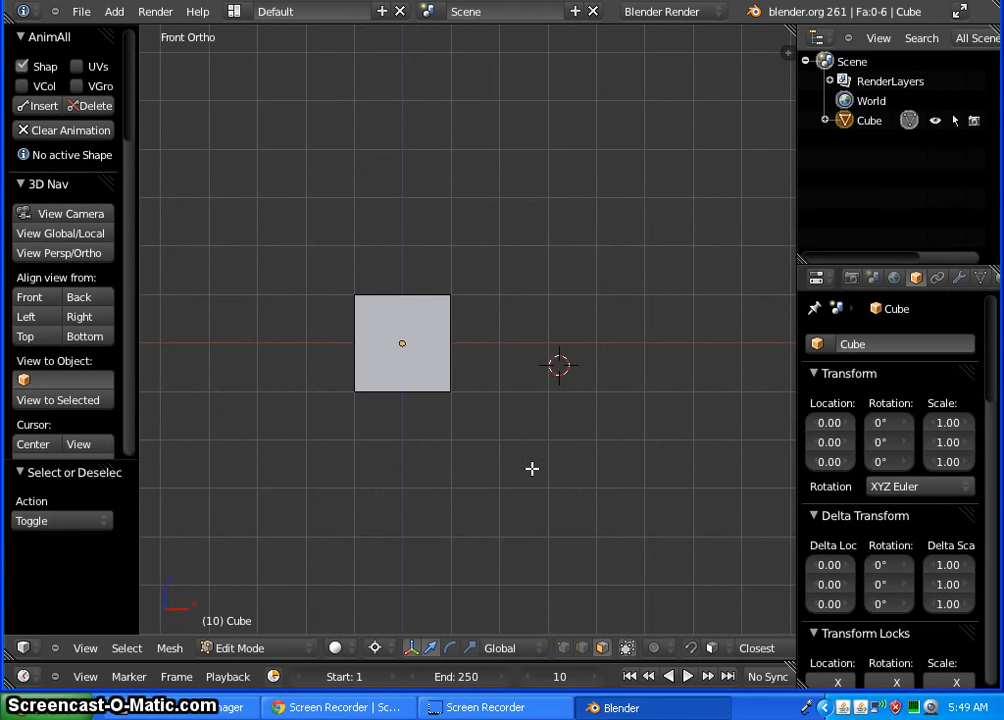 File Add Render Help Default Scene Blender Render blender.org 261 | Fa:0-6 | Cube
AnimAll
Shap UVs
VCol VGro
Insert Delete
Clear Animation
No active Shape
3D Nav
View Camera
View Global/Local
View Persp/Ortho
Align view from:
Front Back
Left Right
Top Bottom
View to Object:
View to Selected
Cursor:
Center View
Select or Deselec
Action
Toggle
Front Ortho
(10) Cube
View Select Mesh Edit Mode Global Closest
View Marker Frame Playback Start: 1 End: 250 10 No Sync
View Search All Scene
Scene
RenderLayers
World
Cube
Cube
Cube
Transform
Location: Rotation: Scale:
0.00 0° 1.00
0.00 0° 1.00
0.00 0° 1.00
Rotation XYZ Euler
Delta Transform
Delta Loc Rotation: Delta Sca
0.00 0° 1.00
0.00 0° 1.00
0.00 0° 1.00
Transform Locks
Location: Rotation: Scale:
X X X
Screencast-O-Matic.com ager Screen Recorder | Sc... Screen Recorder Blender 5:49 AM